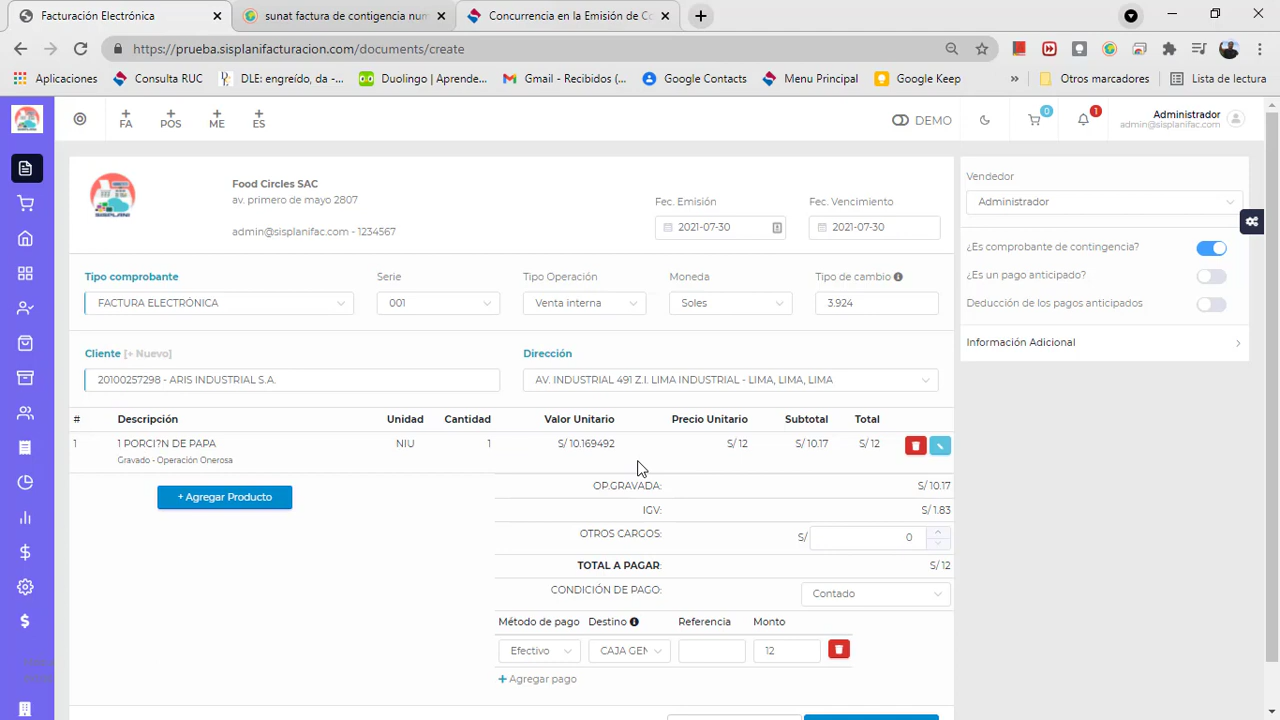 Facturación Electrónica
sunat factura de contigencia num
Concurrencia en la Emisión de Co
https://prueba.sisplanifacturacion.com/documents/create
Aplicaciones
Consulta RUC
DLE: engreído, da -...
Duolingo | Aprende...
Gmail - Recibidos (...
Google Contacts
Menu Principal
Google Keep
»
Otros marcadores
Lista de lectura
+ FA
+ POS
+ ME
+ ES
DEMO
0
1
Administrador
admin@sisplanifac.com
SISPLANI
Food Circles SAC
av. primero de mayo 2807
admin@sisplanifac.com - 1234567
Fec. Emisión
2021-07-30
Fec. Vencimiento
2021-07-30
Tipo comprobante
Serie
Tipo Operación
Moneda
Tipo de cambio
FACTURA ELECTRÓNICA
001
Venta interna
Soles
3.924
Cliente [+ Nuevo]
Dirección
20100257298 - ARIS INDUSTRIAL S.A.
AV. INDUSTRIAL 491 Z.I. LIMA INDUSTRIAL - LIMA, LIMA, LIMA
# Descripción Unidad Cantidad Valor Unitario Precio Unitario Subtotal Total
1 1 PORCI?N DE PAPA NIU 1 S/ 10.169492 S/ 12 S/ 10.17 S/ 12
Gravado - Operación Onerosa
+ Agregar Producto
OP.GRAVADA: S/ 10.17
IGV: S/ 1.83
OTROS CARGOS: S/ 0
TOTAL A PAGAR: S/ 12
CONDICIÓN DE PAGO: Contado
Método de pago Destino Referencia Monto
Efectivo CAJA GEN 12
+ Agregar pago
Vendedor
Administrador
¿Es comprobante de contingencia?
¿Es un pago anticipado?
Deducción de los pagos anticipados
Información Adicional